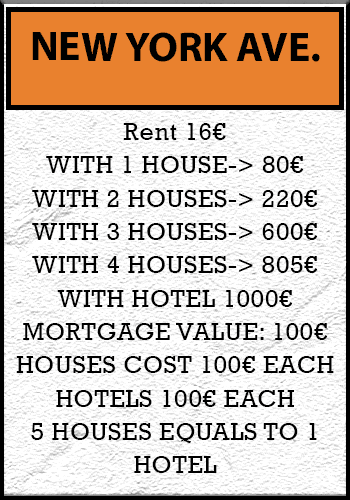 NEW YORK AVE.
Rent 16€
WITH 1 HOUSE-> 80€
WITH 2 HOUSES-> 220€
WITH 3 HOUSES-> 600€
WITH 4 HOUSES-> 805€
WITH HOTEL 1000€
MORTGAGE VALUE: 100€
HOUSES COST 100€ EACH
HOTELS 100€ EACH
5 HOUSES EQUALS TO 1
HOTEL